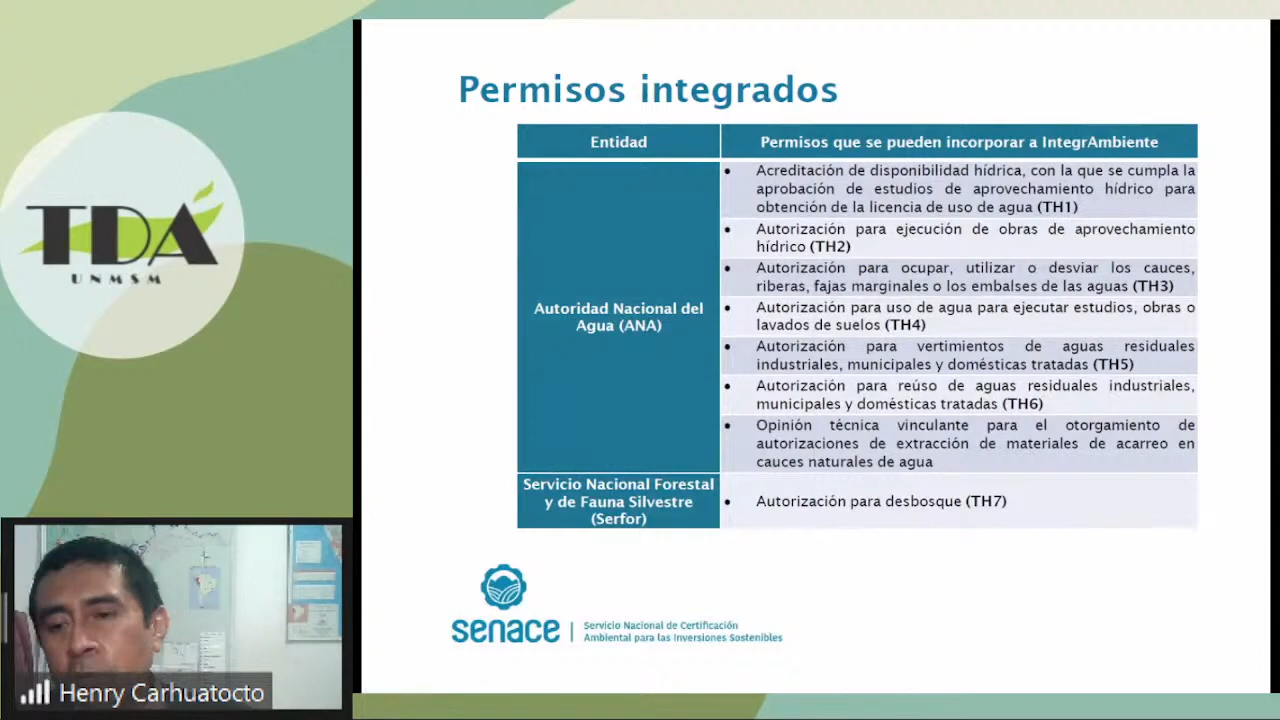 Permisos integrados
Entidad
Permisos que se pueden incorporar a IntegrAmbiente
Autoridad Nacional del
Agua (ANA)
• Acreditación de disponibilidad hídrica, con la que se cumpla la
aprobación de estudios de aprovechamiento hídrico para
obtención de la licencia de uso de agua (TH1)
• Autorización para ejecución de obras de aprovechamiento
hídrico (TH2)
• Autorización para ocupar, utilizar o desviar los cauces,
riberas, fajas marginales o los embalses de las aguas (TH3)
• Autorización para uso de agua para ejecutar estudios, obras o
lavados de suelos (TH4)
• Autorización para vertimientos de aguas residuales
industriales, municipales y domésticas tratadas (TH5)
• Autorización para reúso de aguas residuales industriales,
municipales y domésticas tratadas (TH6)
• Opinión técnica vinculante para el otorgamiento de
autorizaciones de extracción de materiales de acarreo en
cauces naturales de agua
Servicio Nacional Forestal
y de Fauna Silvestre
(Serfor)
• Autorización para desbosque (TH7)
senace
Servicio Nacional de Certificación
Ambiental para las Inversiones Sostenibles
TDA
UNMSM
Henry Carhuatocto